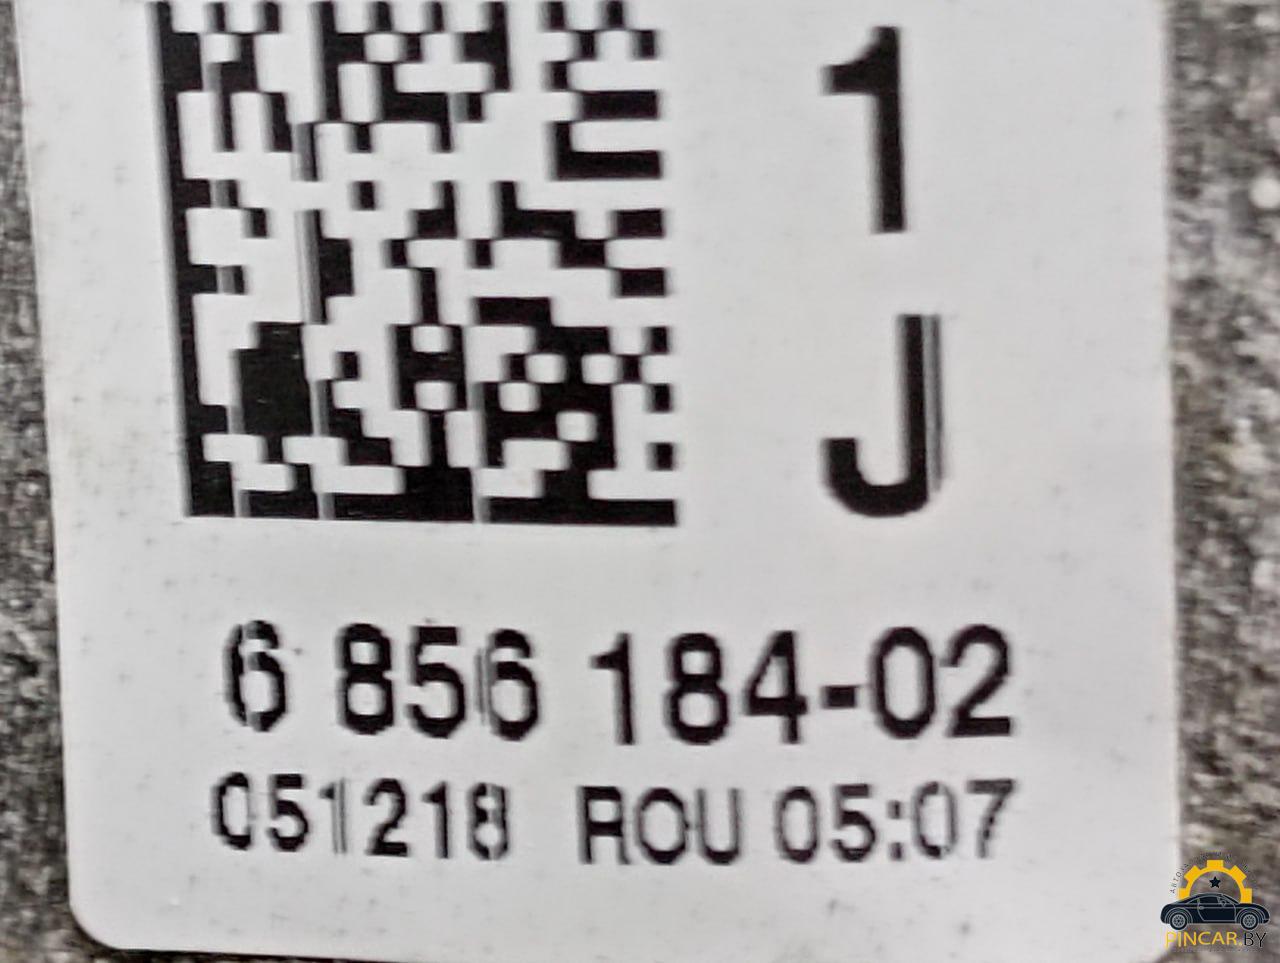 1
J
6 856 184-02
051218 ROU 05:07
PINCAR.BY